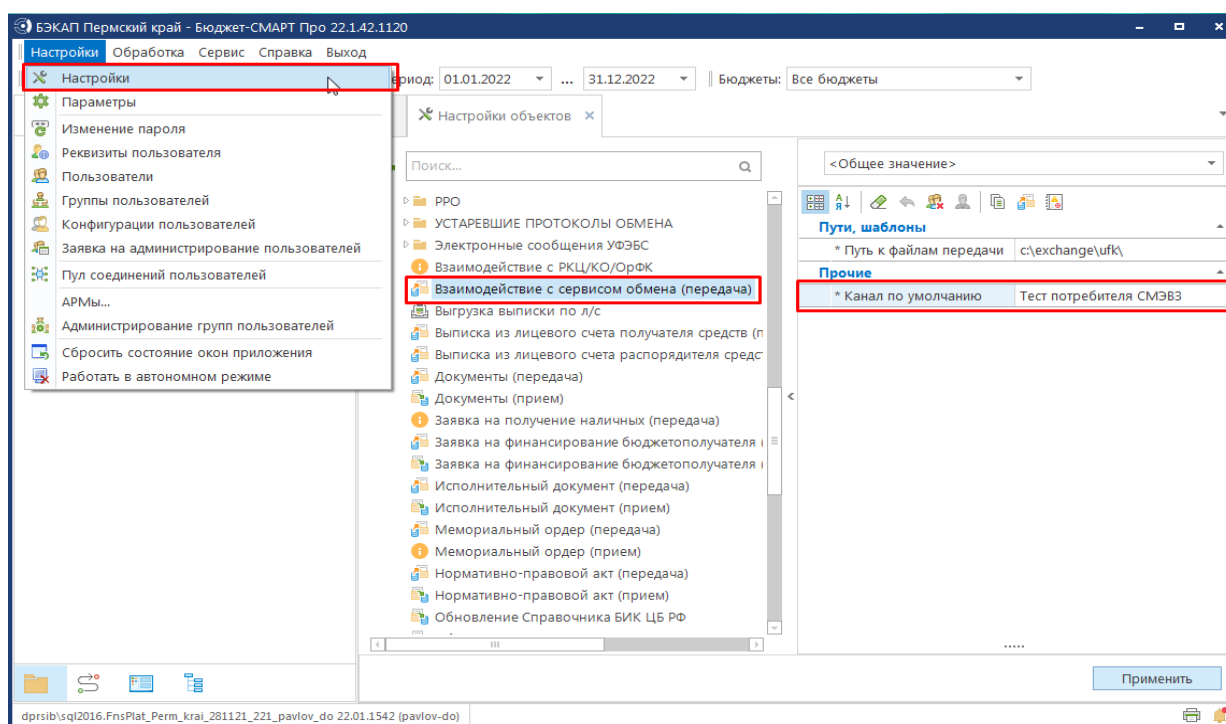 БЭКАП Пермский край - Бюджет-СМАРТ Про 22.1.42.1120
Настройки Обработка Сервис Справка Выход
ериод: 01.01.2022 ... 31.12.2022 Бюджеты: Все бюджеты
Настройки
Параметры
Изменение пароля
Реквизиты пользователя
Пользователи
Группы пользователей
Конфигурации пользователей
Заявка на администрирование пользователей
Пул соединений пользователей
АРМы...
Администрирование групп пользователей
Сбросить состояние окон приложения
Работать в автономном режиме
Настройки объектов
Поиск...
РРО
УСТАРЕВШИЕ ПРОТОКОЛЫ ОБМЕНА
Электронные сообщения УФЭБС
Взаимодействие с РКЦ/КО/ОрФК
Взаимодействие с сервисом обмена (передача)
Выгрузка выписки по л/с
Выписка из лицевого счета получателя средств (п
Выписка из лицевого счета распорядителя средс
Документы (передача)
Документы (прием)
Заявка на получение наличных (передача)
Заявка на финансирование бюджетополучателя (
Заявка на финансирование бюджетополучателя (
Исполнительный документ (передача)
Исполнительный документ (прием)
Мемориальный ордер (передача)
Мемориальный ордер (прием)
Нормативно-правовой акт (передача)
Нормативно-правовой акт (прием)
Обновление Справочника БИК ЦБ РФ
<Общее значение>
Пути, шаблоны
* Путь к файлам передачи c:\exchange\ufk\
Прочие
* Канал по умолчанию Тест потребителя СМЭВ3
Применить
dprsib\sql2016.FnsPlat_Perm_krai_281121_221_pavlov_do 22.01.1542 (pavlov-do)